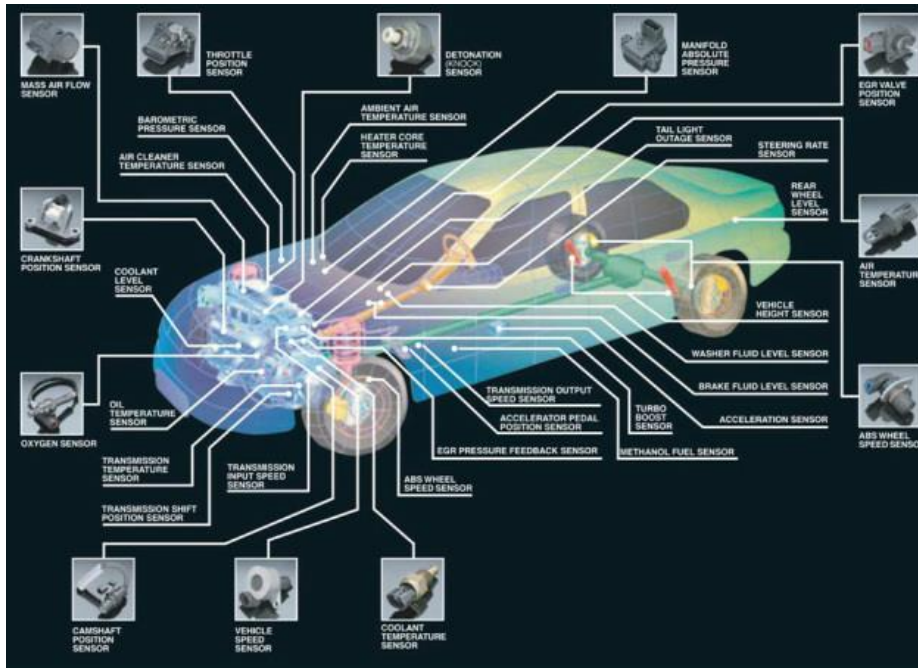 MASS AIR FLOW
SENSOR
THROTTLE
POSITION
SENSOR
DETONATION
(KNOCK)
SENSOR
MANIFOLD
ABSOLUTE
PRESSURE
SENSOR
EGR VALVE
POSITION
SENSOR
BAROMETRIC
PRESSURE SENSOR
AMBIENT AIR
TEMPERATURE SENSOR
TAIL LIGHT
OUTAGE SENSOR
HEATER CORE
TEMPERATURE
SENSOR
STEERING RATE
SENSOR
AIR CLEANER
TEMPERATURE SENSOR
REAR
WHEEL LEVEL
SENSOR
CRANKSHAFT
POSITION SENSOR
AIR
TEMPERATURE
SENSOR
COOLANT
LEVEL
SENSOR
VEHICLE
HEIGHT SENSOR
WASHER FLUID LEVEL SENSOR
BRAKE FLUID LEVEL SENSOR
TRANSMISSION OUTPUT
SPEED SENSOR
OIL
TEMPERATURE
SENSOR
OXYGEN SENSOR
ACCELERATOR PEDAL
POSITION SENSOR
TURBO
BOOST
SENSOR
ACCELERATION SENSOR
ABS WHEEL
SPEED SENSOR
EGR PRESSURE FEEDBACK SENSOR
METHANOL FUEL SENSOR
TRANSMISSION
TEMPERATURE
SENSOR
TRANSMISSION
INPUT SPEED
SENSOR
ABS WHEEL
SPEED SENSOR
TRANSMISSION SHIFT
POSITION SENSOR
CAMSHAFT
POSITION
SENSOR
VEHICLE
SPEED
SENSOR
COOLANT
TEMPERATURE
SENSOR